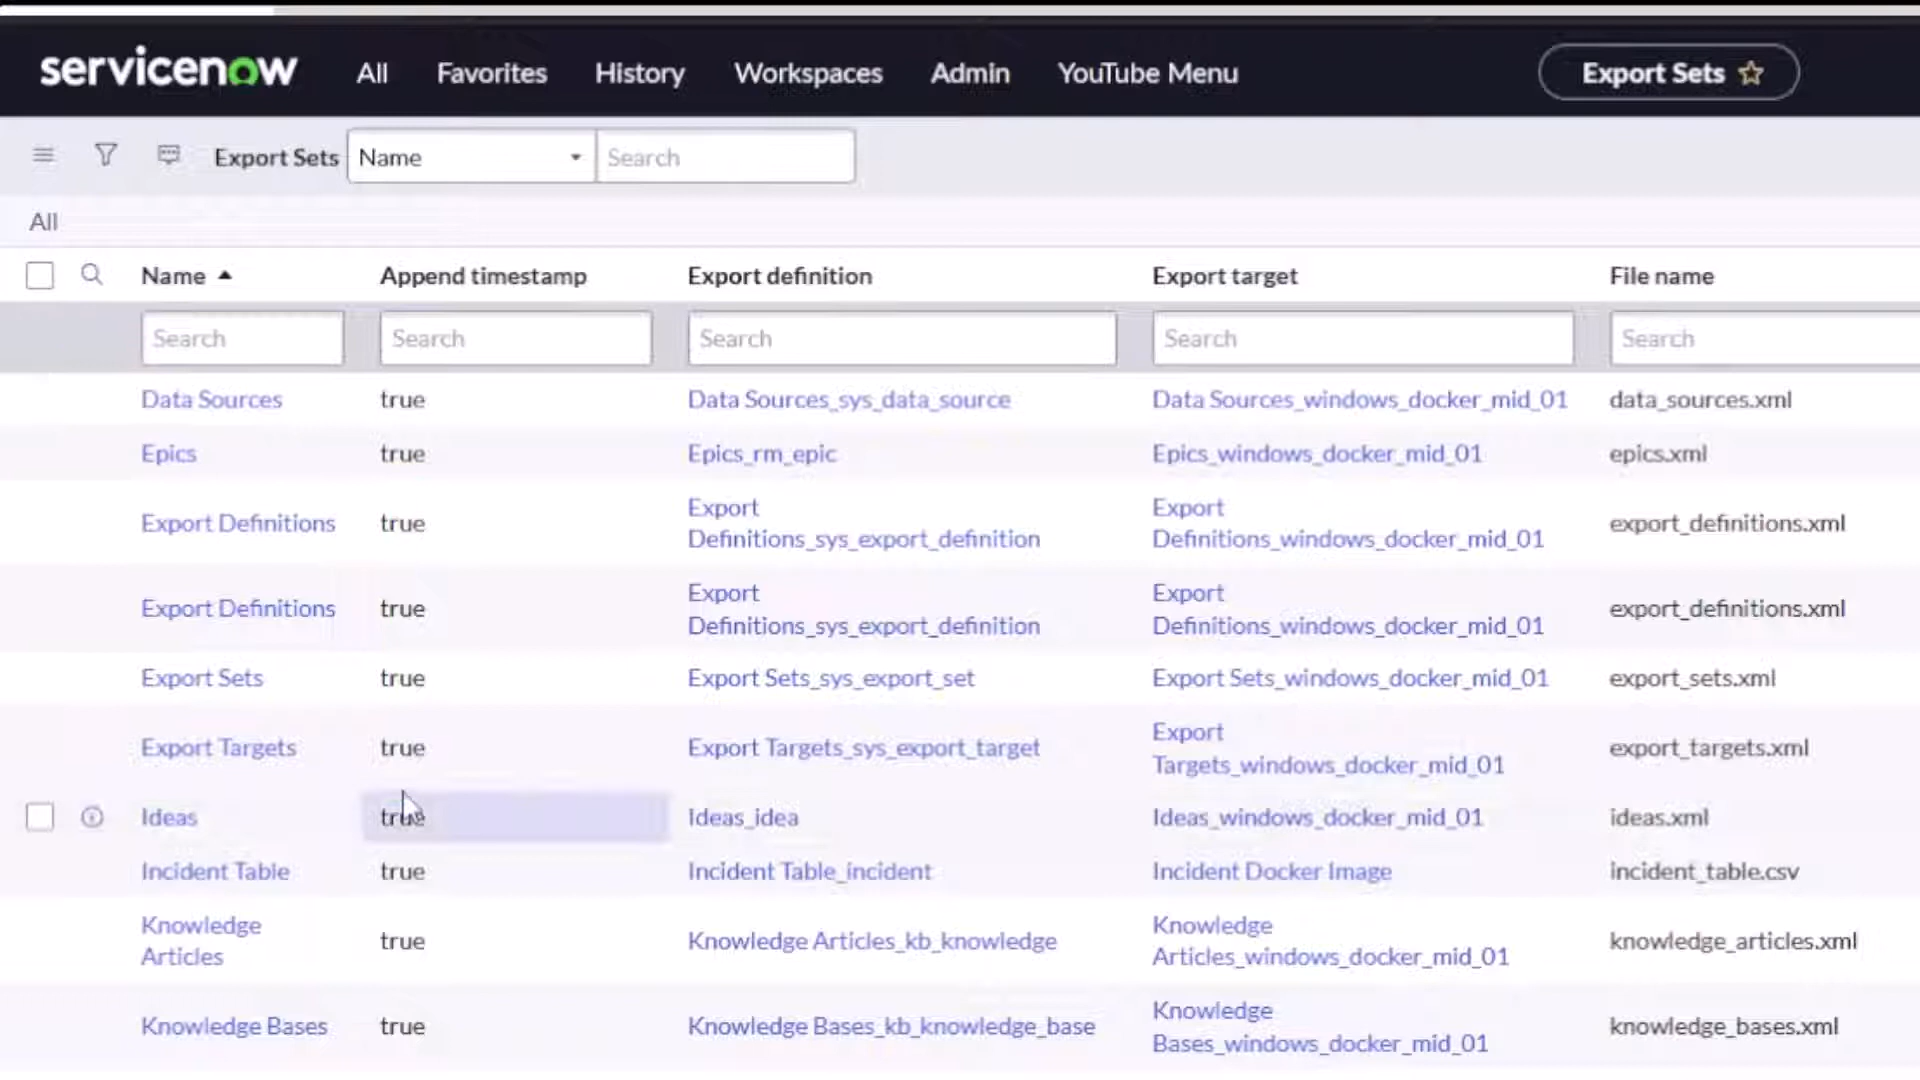 servicenow All Favorites History Workspaces Admin YouTube Menu Export Sets
Export Sets Name Search
All
Name Append timestamp Export definition Export target File name
Search Search Search Search Search
Data Sources true Data Sources_sys_data_source Data Sources_windows_docker_mid_01 data_sources.xml
Epics true Epics_rm_epic Epics_windows_docker_mid_01 epics.xml
Export Export
Export Definitions true Definitions_sys_export_definition Definitions_windows_docker_mid_01 export_definitions.xml
Export Export
Export Definitions true Definitions_sys_export_definition Definitions_windows_docker_mid_01 export_definitions.xml
Export Sets true Export Sets_sys_export_set Export Sets_windows_docker_mid_01 export_sets.xml
Export Targets true Export Targets_sys_export_target Export export_targets.xml
Targets_windows_docker_mid_01
Ideas true Ideas_idea Ideas_windows_docker_mid_01 ideas.xml
Incident Table true Incident Table_incident Incident Docker Image incident_table.csv
Knowledge true Knowledge Articles_kb_knowledge Knowledge knowledge_articles.xml
Articles Articles_windows_docker_mid_01
Knowledge Bases true Knowledge Bases_kb_knowledge_base Knowledge knowledge_bases.xml
Bases_windows_docker_mid_01